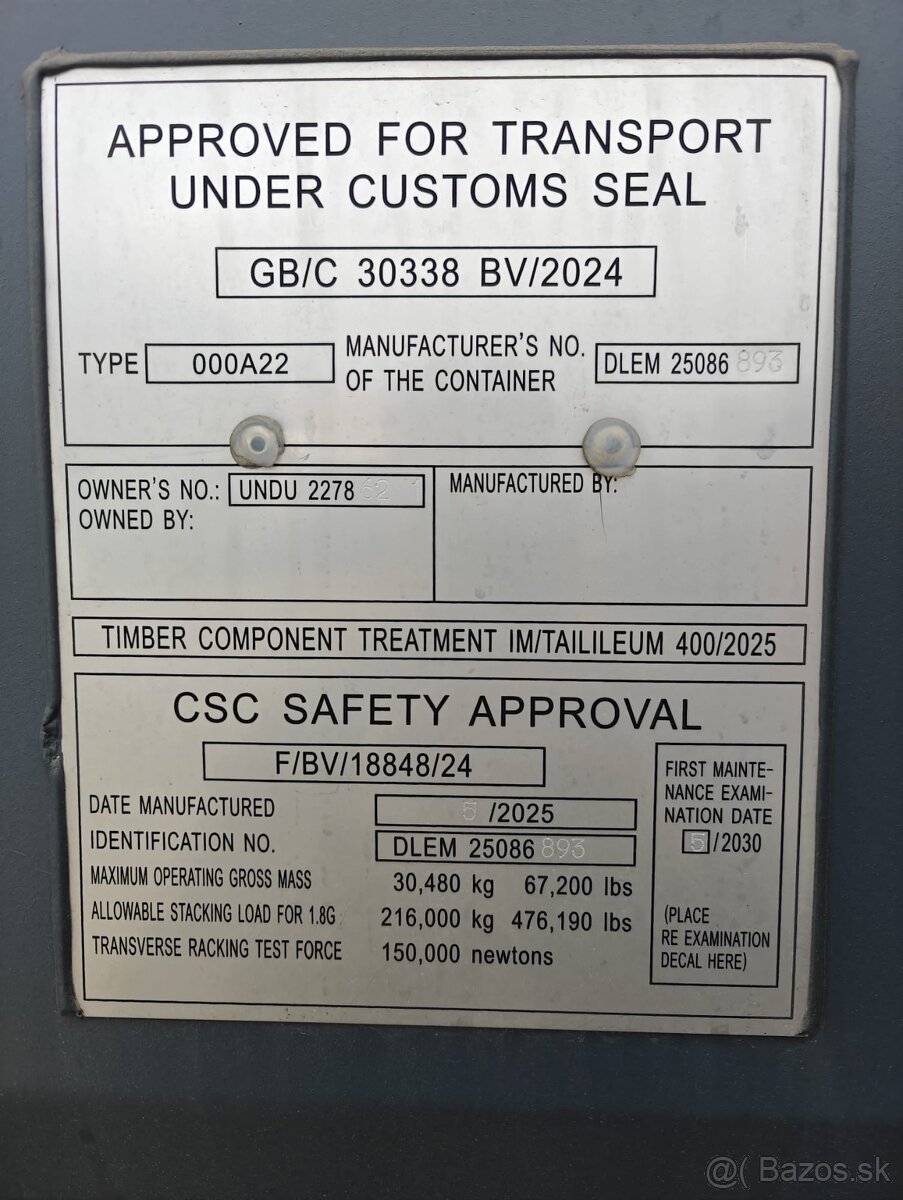 APPROVED FOR TRANSPORT
UNDER CUSTOMS SEAL
GB/C 30338 BV/2024
TYPE 000A22
MANUFACTURER'S NO.
OF THE CONTAINER
DLEM 25086 893
OWNER'S NO.: UNDU 2278 62 1
OWNED BY:
MANUFACTURED BY:
TIMBER COMPONENT TREATMENT IM/TAILILEUM 400/2025
CSC SAFETY APPROVAL
F/BV/18848/24
DATE MANUFACTURED 5 /2025
IDENTIFICATION NO. DLEM 25086 893
MAXIMUM OPERATING GROSS MASS 30,480 kg 67,200 lbs
ALLOWABLE STACKING LOAD FOR 1.8G 216,000 kg 476,190 lbs
TRANSVERSE RACKING TEST FORCE 150,000 newtons
FIRST MAINTE-
NANCE EXAMI-
NATION DATE
5/2030
(PLACE
RE EXAMINATION
DECAL HERE)
@( Bazos.sk